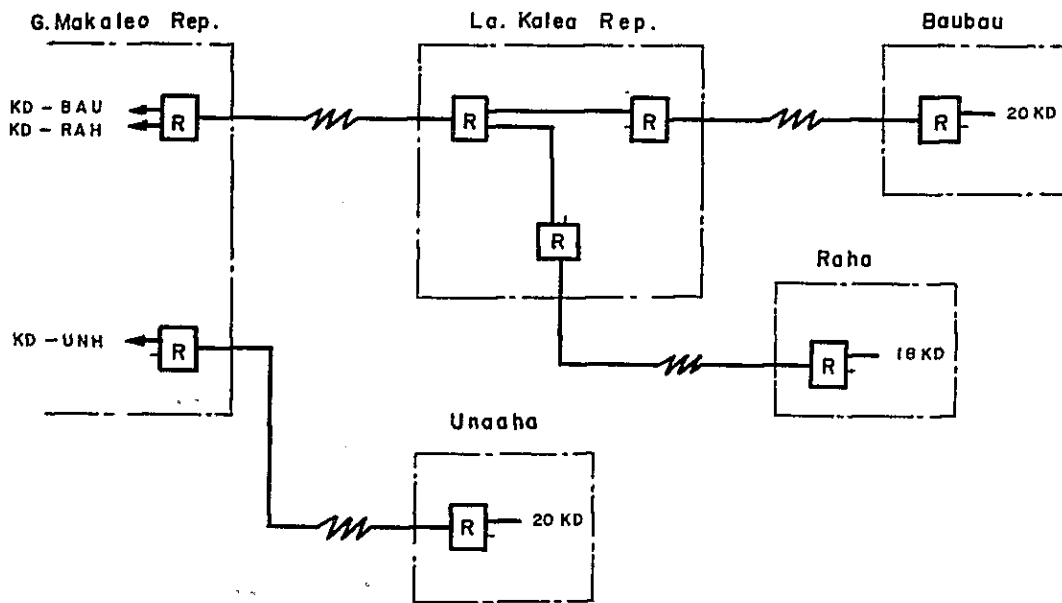 G.Makaleo Rep.
La. Kalea Rep.
Baubau
KD-BAU
KD-RAH
R
R
R
R
20 KD
R
Raha
KD-UNH
R
R
18 KD
Unaaha
R
20 KD